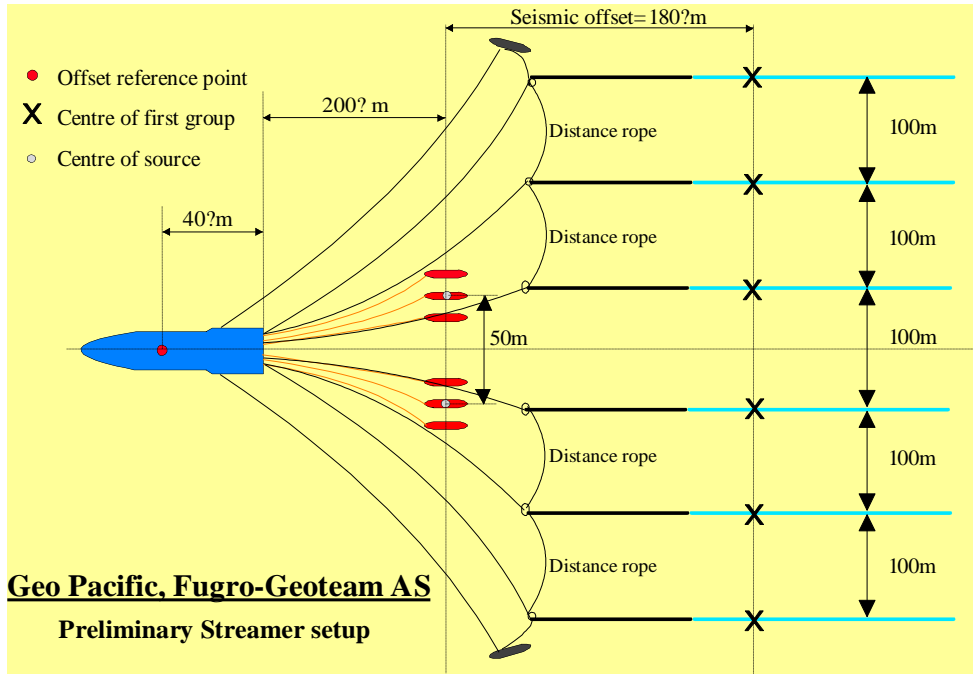 Seismic offset=180?m
Offset reference point
X Centre of first group
Centre of source
200? m
40?m
Distance rope
100m
Distance rope
100m
50m
100m
Distance rope
100m
Distance rope
100m
Geo Pacific, Fugro-Geoteam AS
Preliminary Streamer setup